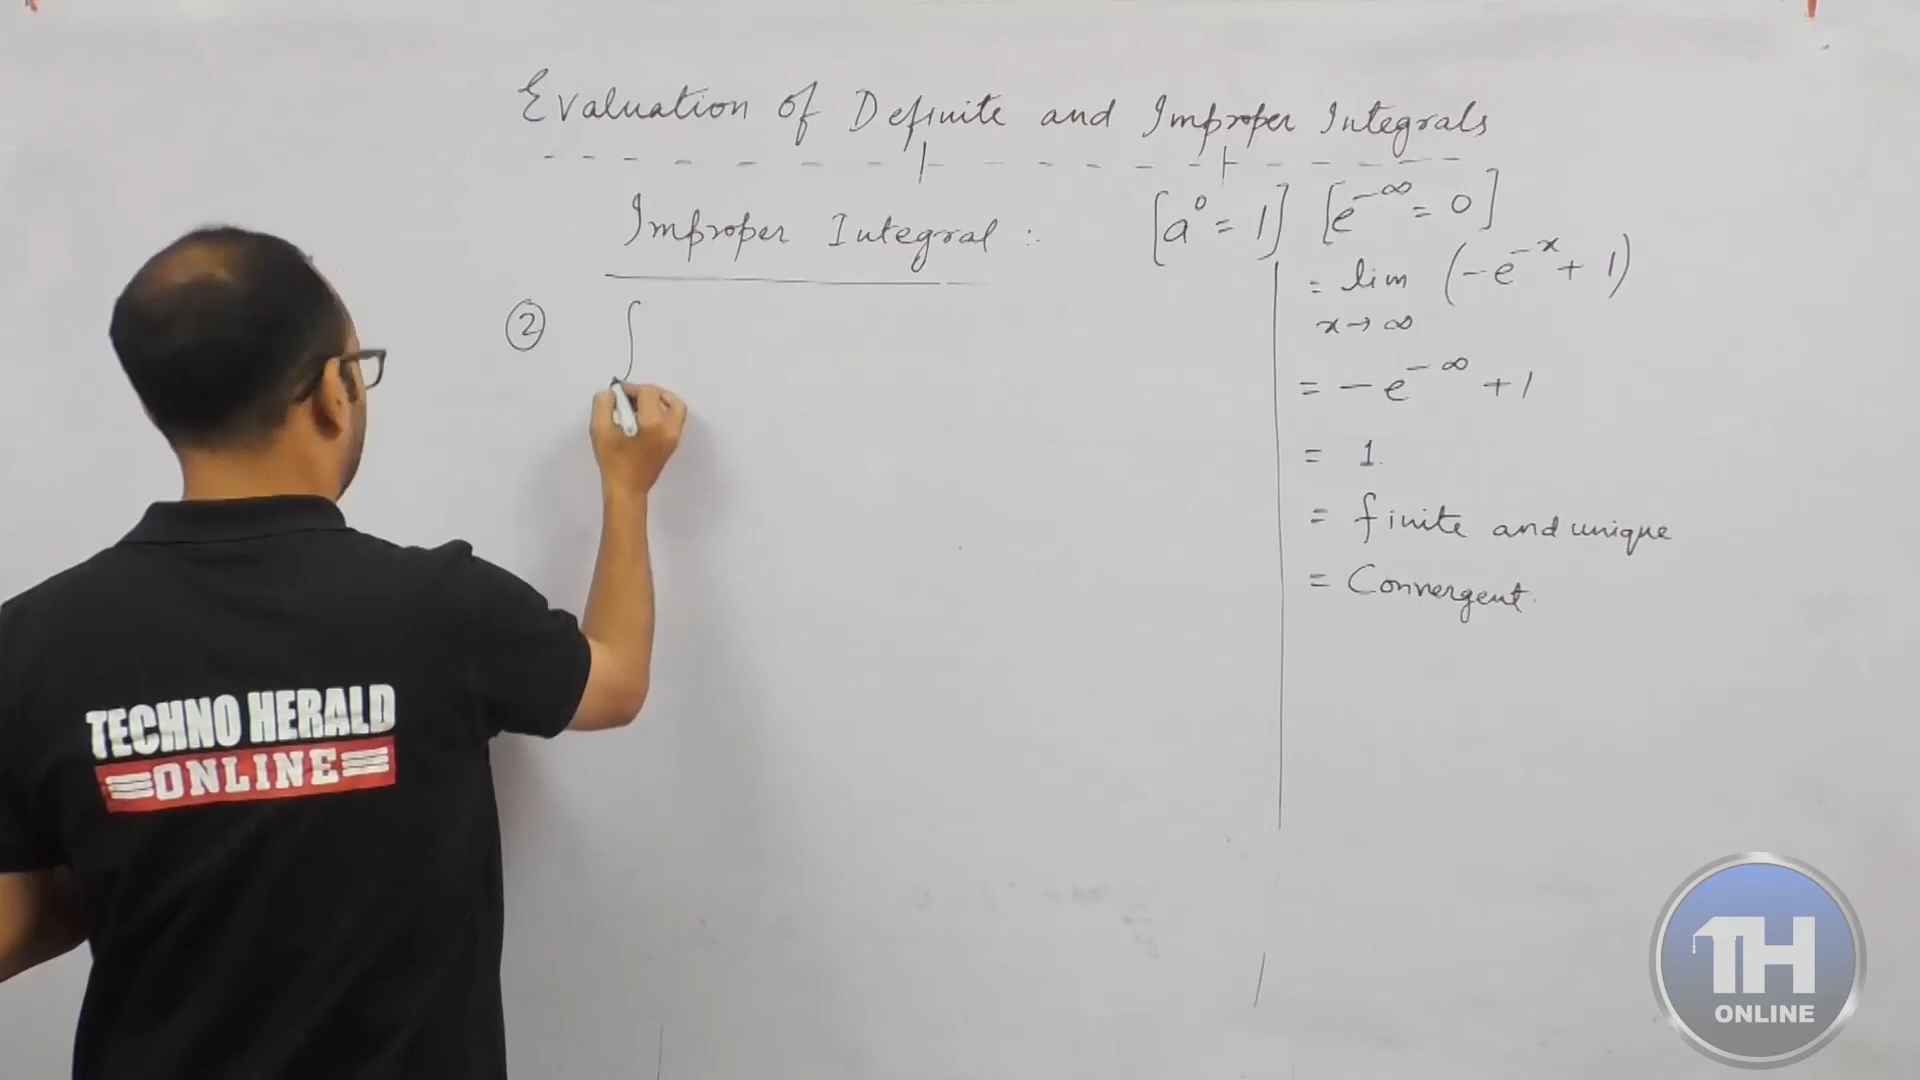 Evaluation of Definite and Improper Integrals
Improper Integral :
[a⁰ = 1] [e^-∞ = 0]
② ∫
= lim (-e^-x + 1)
x→∞
= -e^-∞ + 1
= 1.
= finite and unique
= Convergent.
TECHNO HERALD
ONLINE
TH
ONLINE